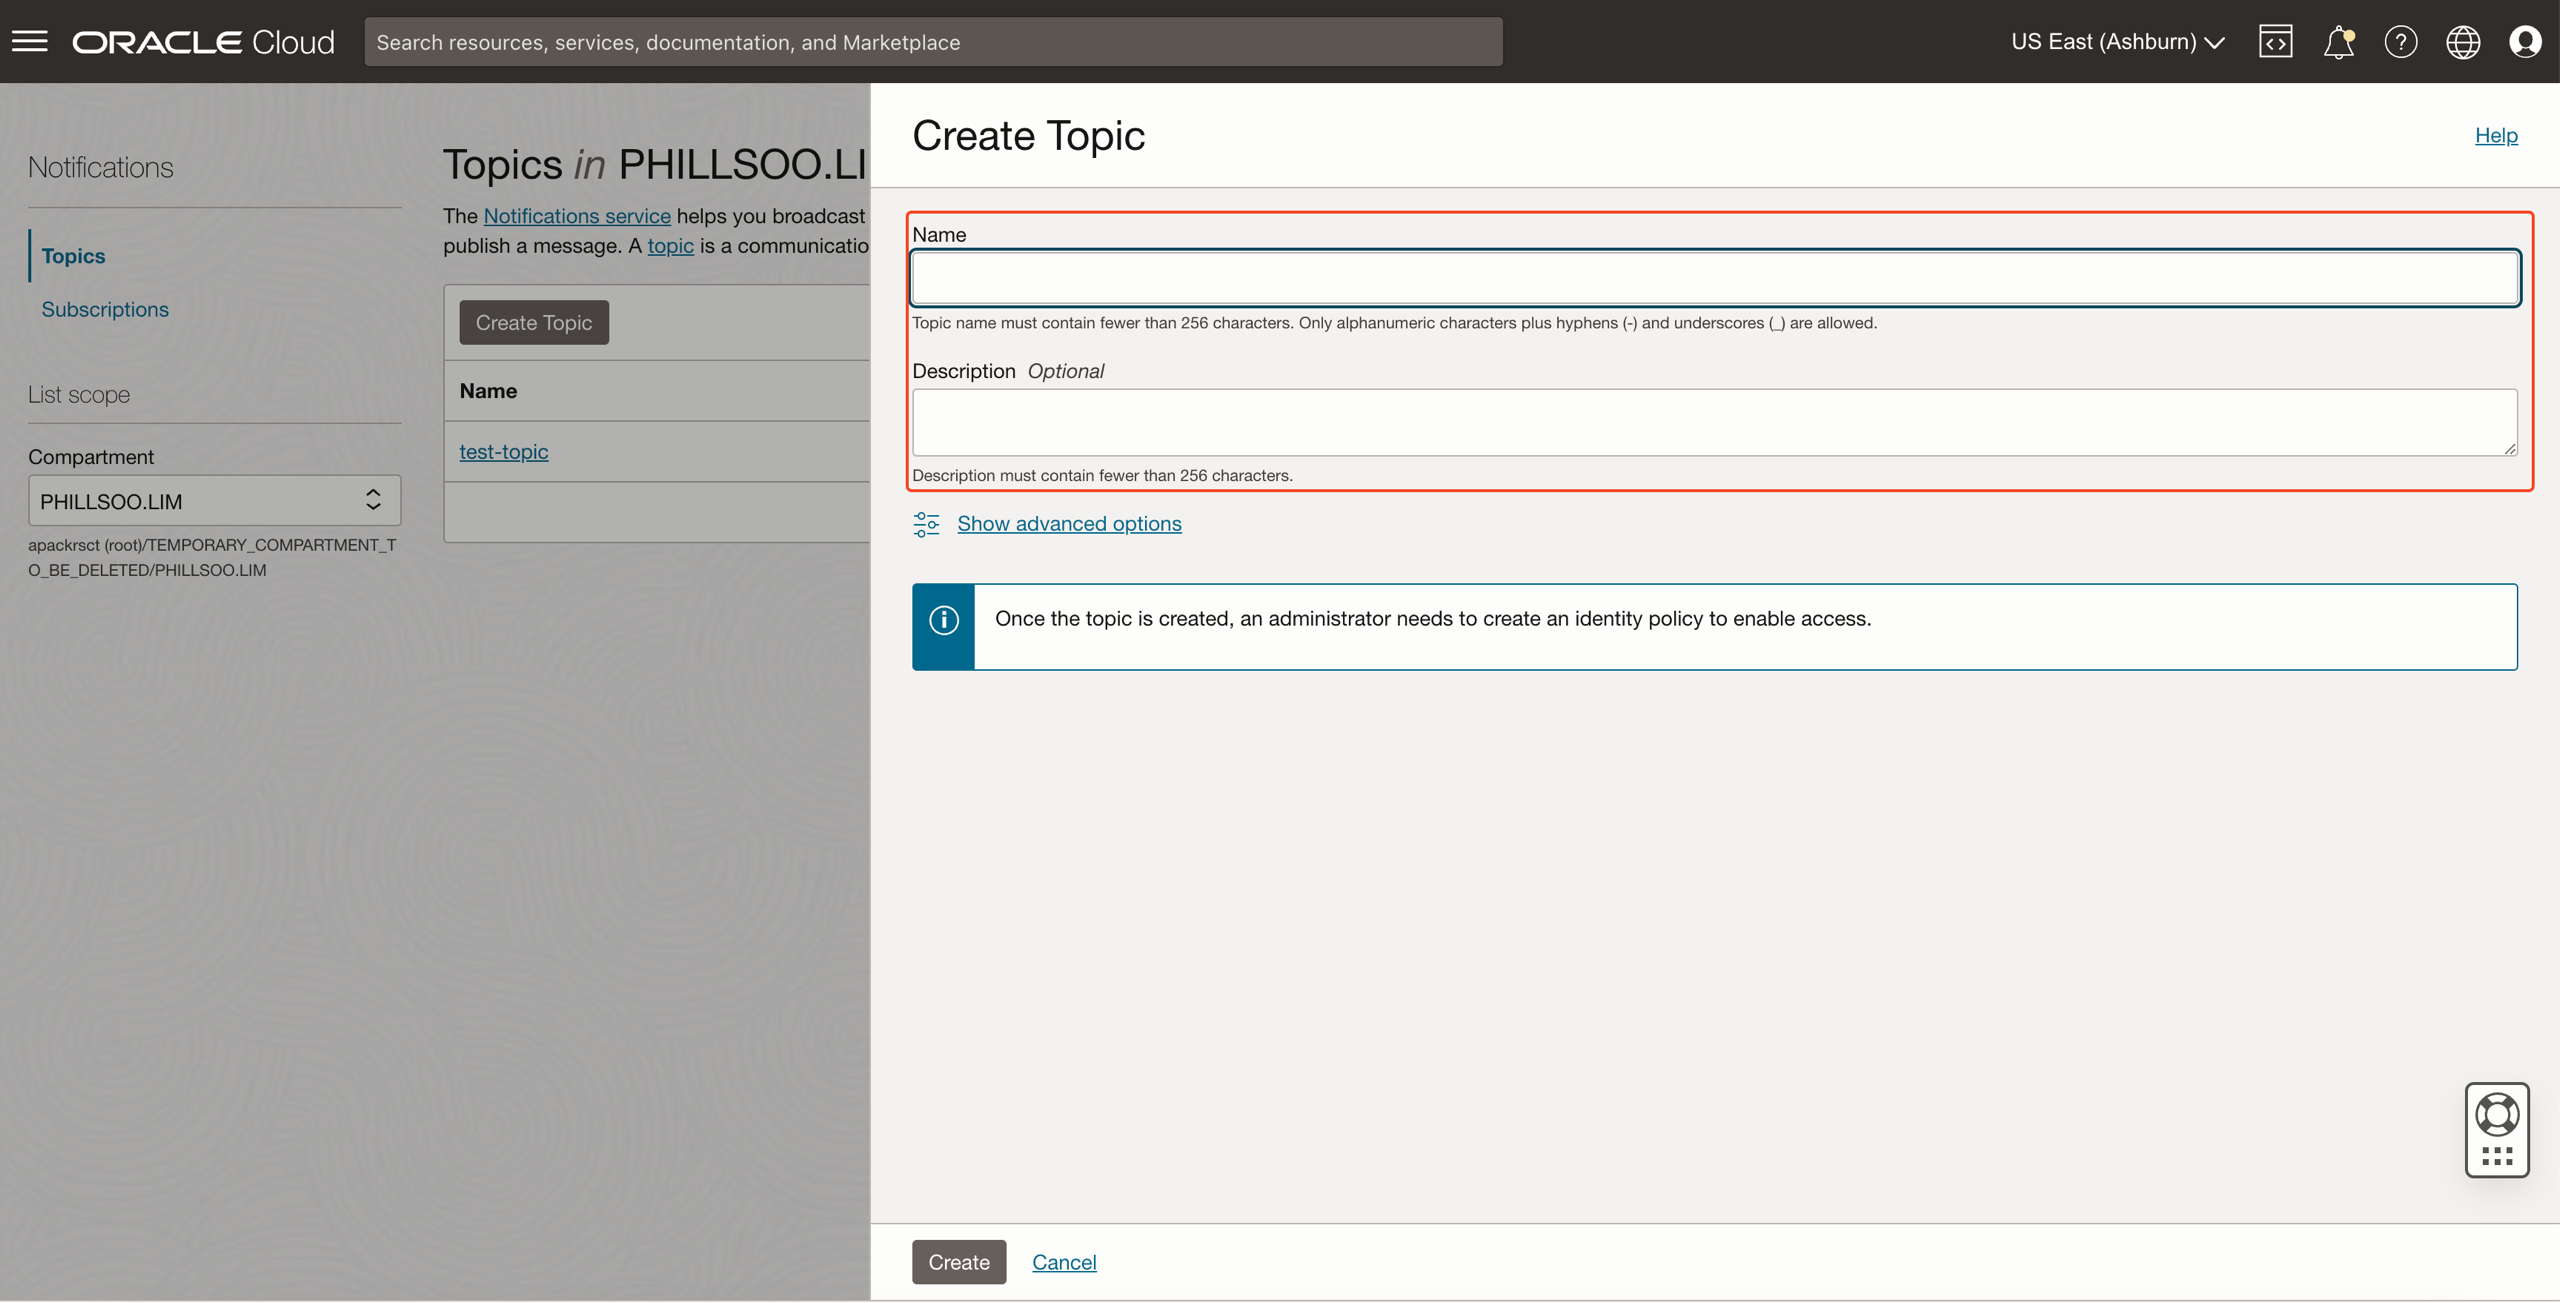 ORACLE Cloud
Search resources, services, documentation, and Marketplace
US East (Ashburn)
Notifications
Topics
Subscriptions
List scope
Compartment
PHILLSOO.LIM
apackrsct (root)/TEMPORARY_COMPARTMENT_T
O_BE_DELETED/PHILLSOO.LIM
Topics in PHILLSOO.LI
The Notifications service helps you broadcast
publish a message. A topic is a communicatio
Create Topic
Name
test-topic
Create Topic
Help
Name
Topic name must contain fewer than 256 characters. Only alphanumeric characters plus hyphens (-) and underscores (_) are allowed.
Description Optional
Description must contain fewer than 256 characters.
Show advanced options
Once the topic is created, an administrator needs to create an identity policy to enable access.
Create
Cancel